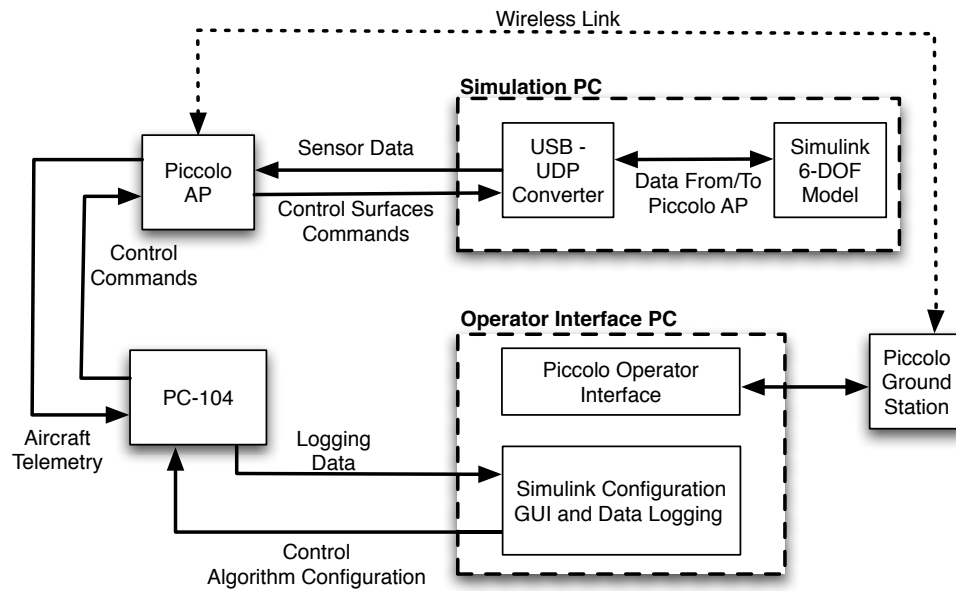 Wireless Link
Simulation PC
Piccolo
AP
Sensor Data
Control Surfaces
Commands
USB -
UDP
Converter
Data From/To
Piccolo AP
Simulink
6-DOF
Model
Control
Commands
Operator Interface PC
Piccolo Operator
Interface
Piccolo
Ground
Station
PC-104
Aircraft
Telemetry
Logging
Data
Simulink Configuration
GUI and Data Logging
Control
Algorithm Configuration